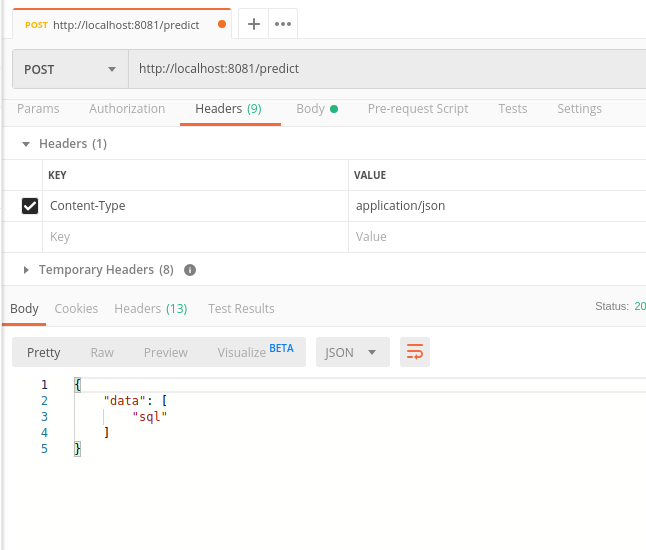 POST http://localhost:8081/predict
POST http://localhost:8081/predict
Params Authorization Headers (9) Body Pre-request Script Tests Settings
Headers (1)
KEY VALUE
Content-Type application/json
Key Value
Temporary Headers (8) i
Body Cookies Headers (13) Test Results Status: 20
Pretty Raw Preview Visualize BETA JSON
1 {
2 "data": [
3 "sql"
4 ]
5 }